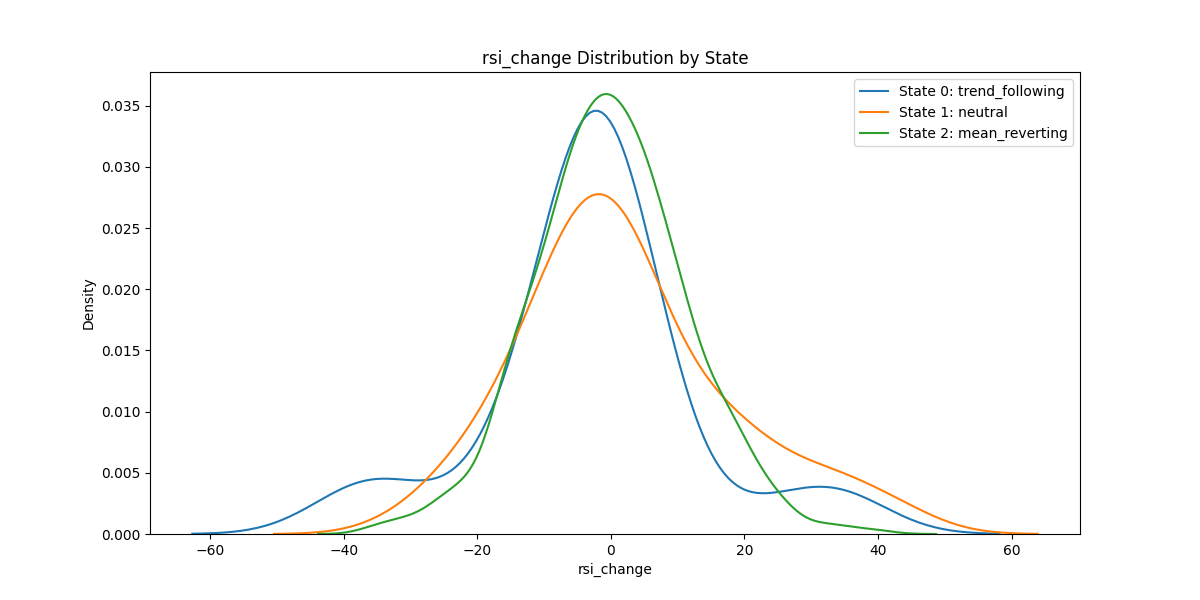 rsi_change Distribution by State
State 0: trend_following
State 1: neutral
State 2: mean_reverting
Density
0.035
0.030
0.025
0.020
0.015
0.010
0.005
0.000
−60 −40 −20 0 20 40 60
rsi_change